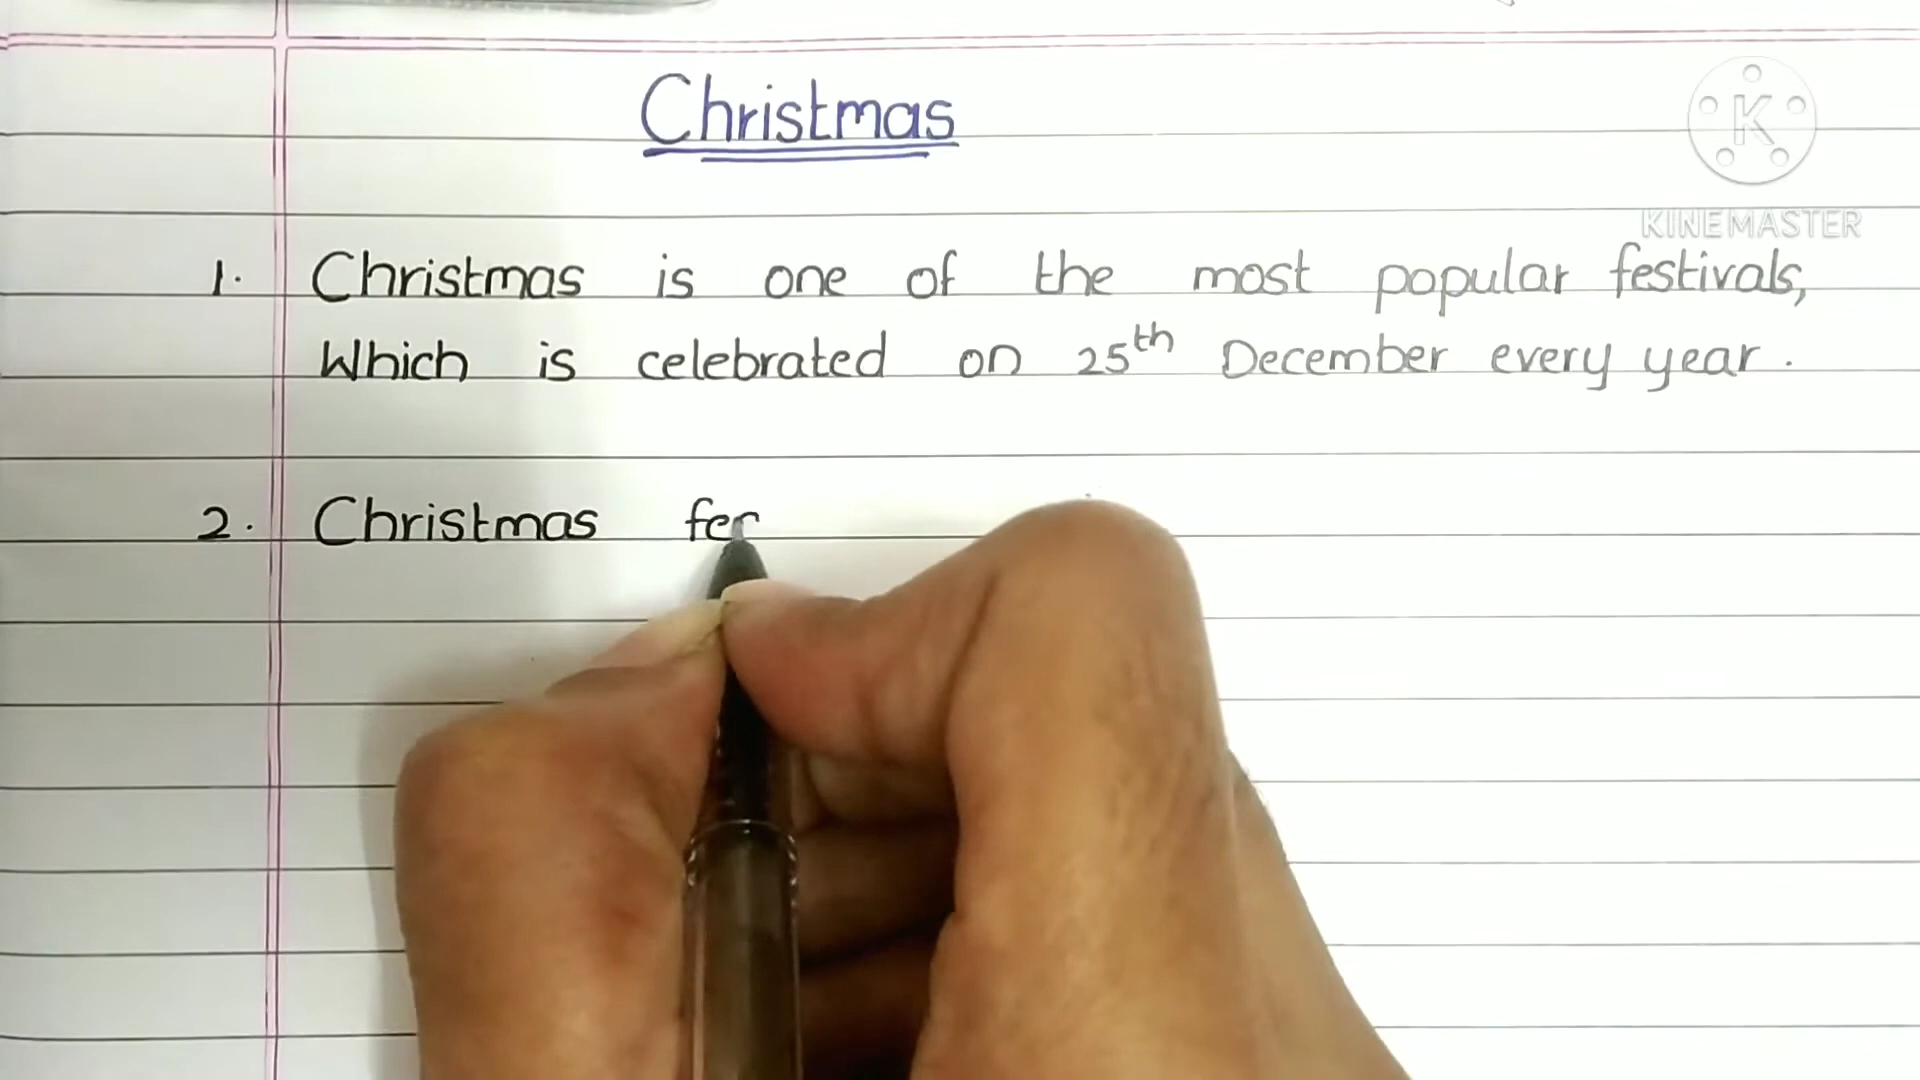 Christmas
KINEMASTER
1. Christmas is one of the most popular festivals,
Which is celebrated on 25th December every year.
2. Christmas